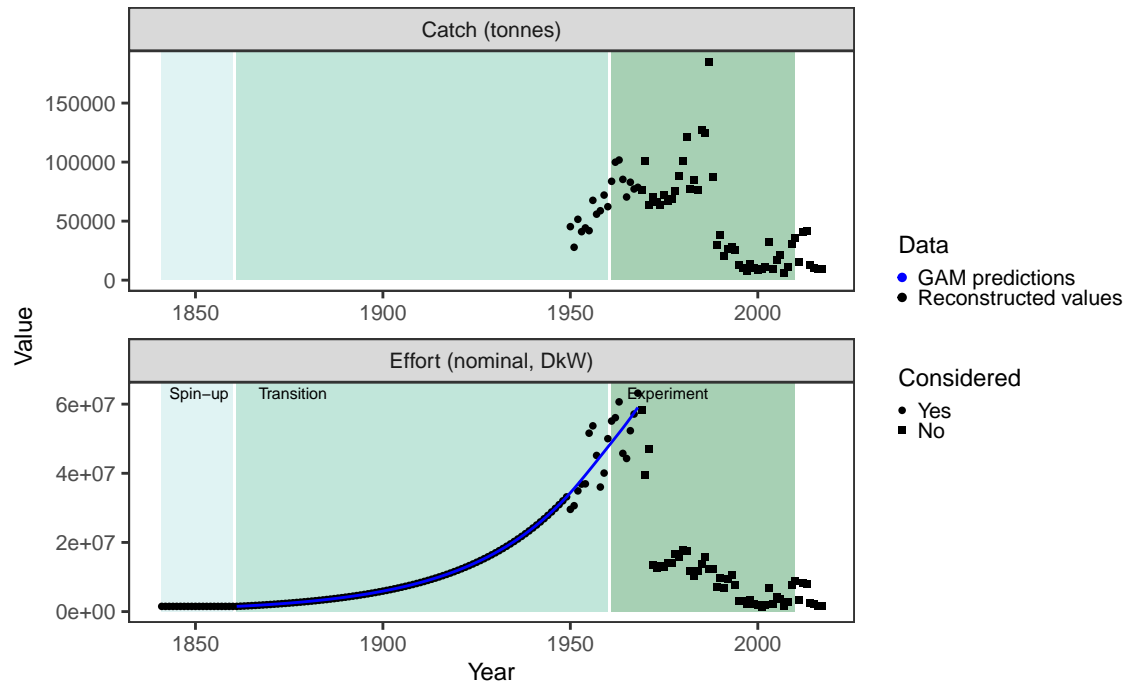 Catch (tonnes)
150000
100000
50000
0
1850
1900
1950
2000
Value
Data
GAM predictions
Reconstructed values
Considered
Yes
No
Effort (nominal, DkW)
Spin−up
Transition
Experiment
6e+07
4e+07
2e+07
0e+00
1850
1900
1950
2000
Year